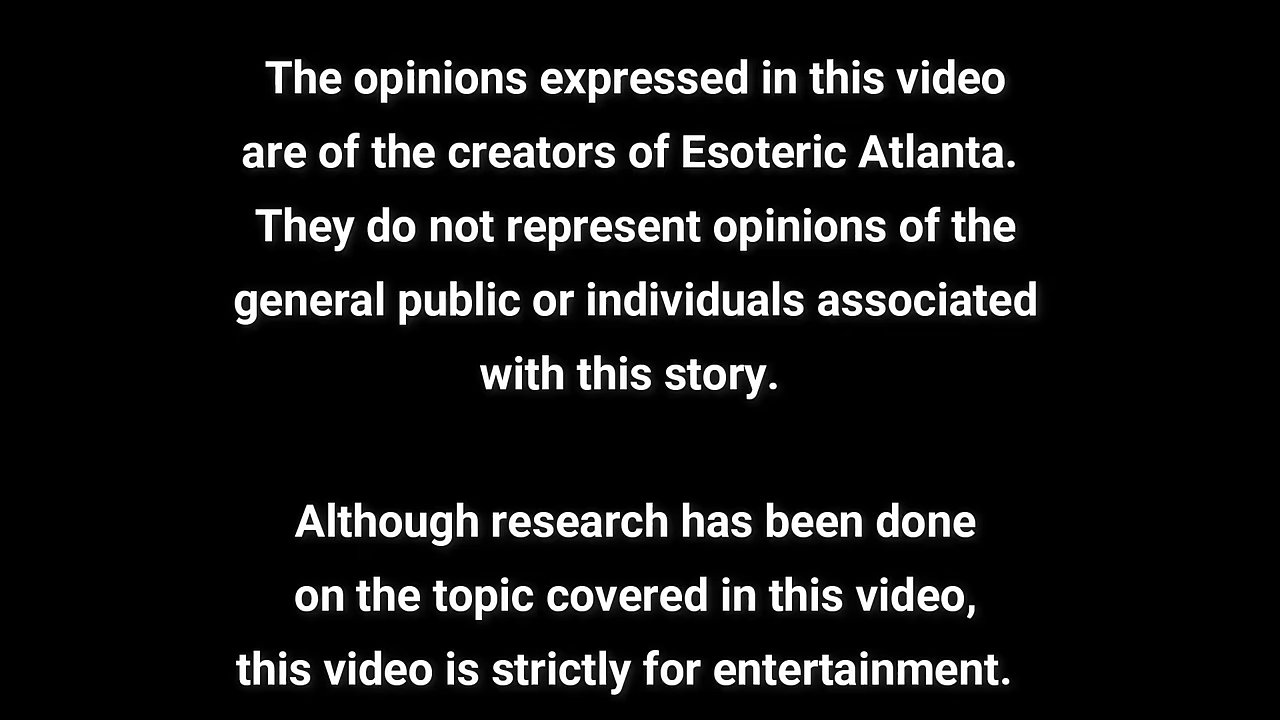 The opinions expressed in this video
are of the creators of Esoteric Atlanta.
They do not represent opinions of the
general public or individuals associated
with this story.
Although research has been done
on the topic covered in this video,
this video is strictly for entertainment.